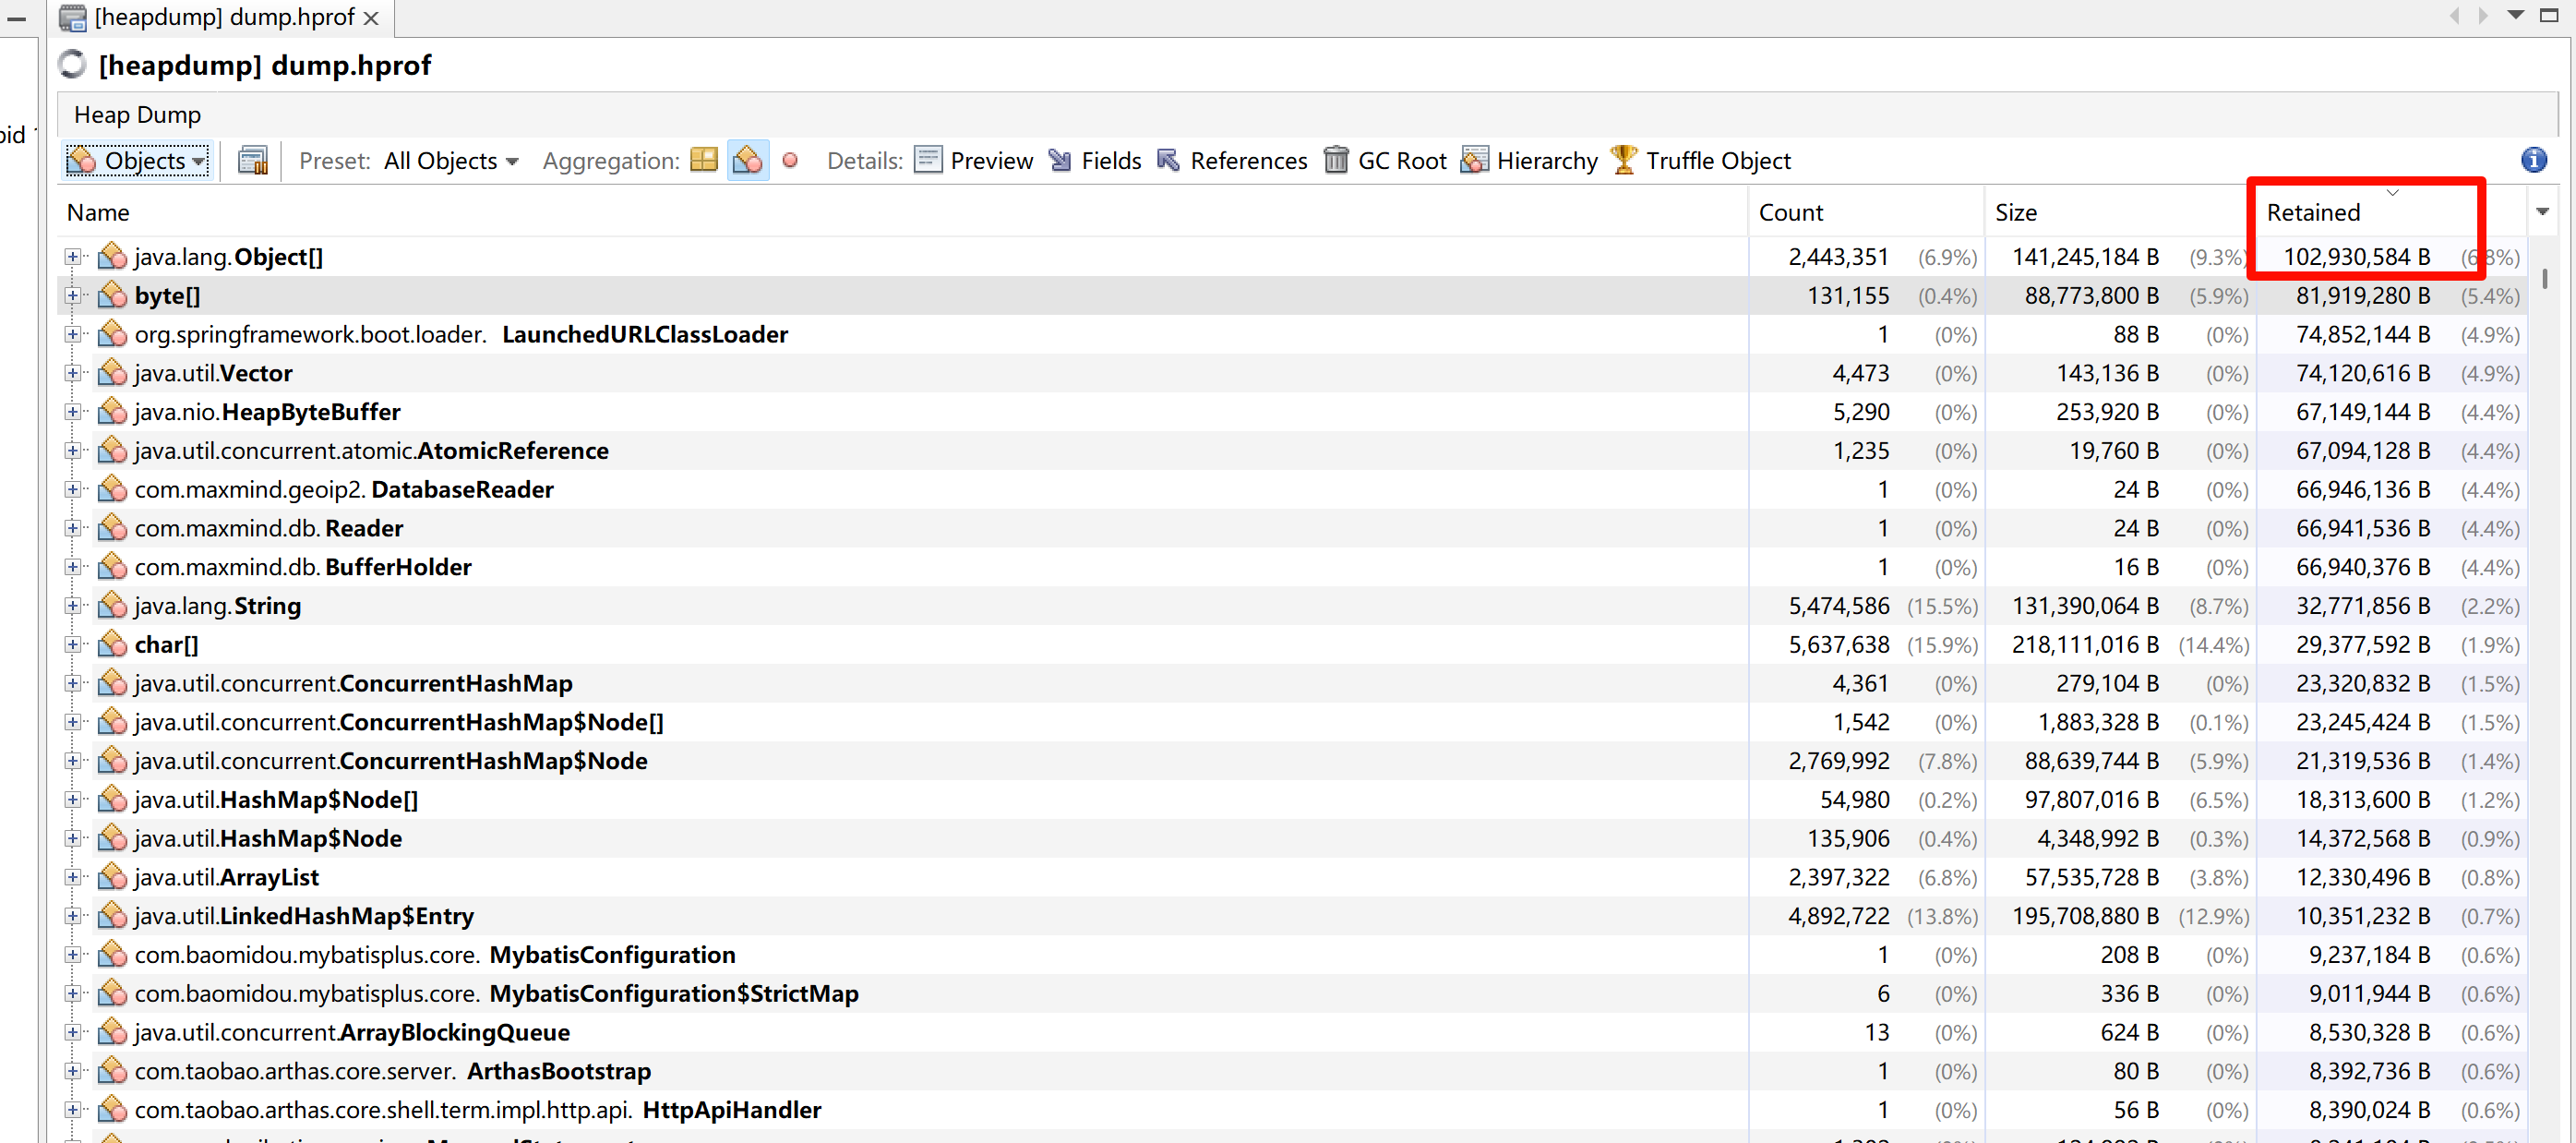 [heapdump] dump.hprof
[heapdump] dump.hprof
Heap Dump
pid
Objects Preset: All Objects Aggregation: Details: Preview Fields References GC Root Hierarchy Truffle Object
Name Count Size Retained
java.lang.Object[] 2,443,351 (6.9%) 141,245,184 B (9.3%) 102,930,584 B (6.8%)
byte[] 131,155 (0.4%) 88,773,800 B (5.9%) 81,919,280 B (5.4%)
org.springframework.boot.loader. LaunchedURLClassLoader 1 (0%) 88 B (0%) 74,852,144 B (4.9%)
java.util.Vector 4,473 (0%) 143,136 B (0%) 74,120,616 B (4.9%)
java.nio.HeapByteBuffer 5,290 (0%) 253,920 B (0%) 67,149,144 B (4.4%)
java.util.concurrent.atomic.AtomicReference 1,235 (0%) 19,760 B (0%) 67,094,128 B (4.4%)
com.maxmind.geoip2. DatabaseReader 1 (0%) 24 B (0%) 66,946,136 B (4.4%)
com.maxmind.db. Reader 1 (0%) 24 B (0%) 66,941,536 B (4.4%)
com.maxmind.db. BufferHolder 1 (0%) 16 B (0%) 66,940,376 B (4.4%)
java.lang.String 5,474,586 (15.5%) 131,390,064 B (8.7%) 32,771,856 B (2.2%)
char[] 5,637,638 (15.9%) 218,111,016 B (14.4%) 29,377,592 B (1.9%)
java.util.concurrent.ConcurrentHashMap 4,361 (0%) 279,104 B (0%) 23,320,832 B (1.5%)
java.util.concurrent.ConcurrentHashMap$Node[] 1,542 (0%) 1,883,328 B (0.1%) 23,245,424 B (1.5%)
java.util.concurrent.ConcurrentHashMap$Node 2,769,992 (7.8%) 88,639,744 B (5.9%) 21,319,536 B (1.4%)
java.util.HashMap$Node[] 54,980 (0.2%) 97,807,016 B (6.5%) 18,313,600 B (1.2%)
java.util.HashMap$Node 135,906 (0.4%) 4,348,992 B (0.3%) 14,372,568 B (0.9%)
java.util.ArrayList 2,397,322 (6.8%) 57,535,728 B (3.8%) 12,330,496 B (0.8%)
java.util.LinkedHashMap$Entry 4,892,722 (13.8%) 195,708,880 B (12.9%) 10,351,232 B (0.7%)
com.baomidou.mybatisplus.core. MybatisConfiguration 1 (0%) 208 B (0%) 9,237,184 B (0.6%)
com.baomidou.mybatisplus.core. MybatisConfiguration$StrictMap 6 (0%) 336 B (0%) 9,011,944 B (0.6%)
java.util.concurrent.ArrayBlockingQueue 13 (0%) 624 B (0%) 8,530,328 B (0.6%)
com.taobao.arthas.core.server. ArthasBootstrap 1 (0%) 80 B (0%) 8,392,736 B (0.6%)
com.taobao.arthas.core.shell.term.impl.http.api. HttpApiHandler 1 (0%) 56 B (0%) 8,390,024 B (0.6%)